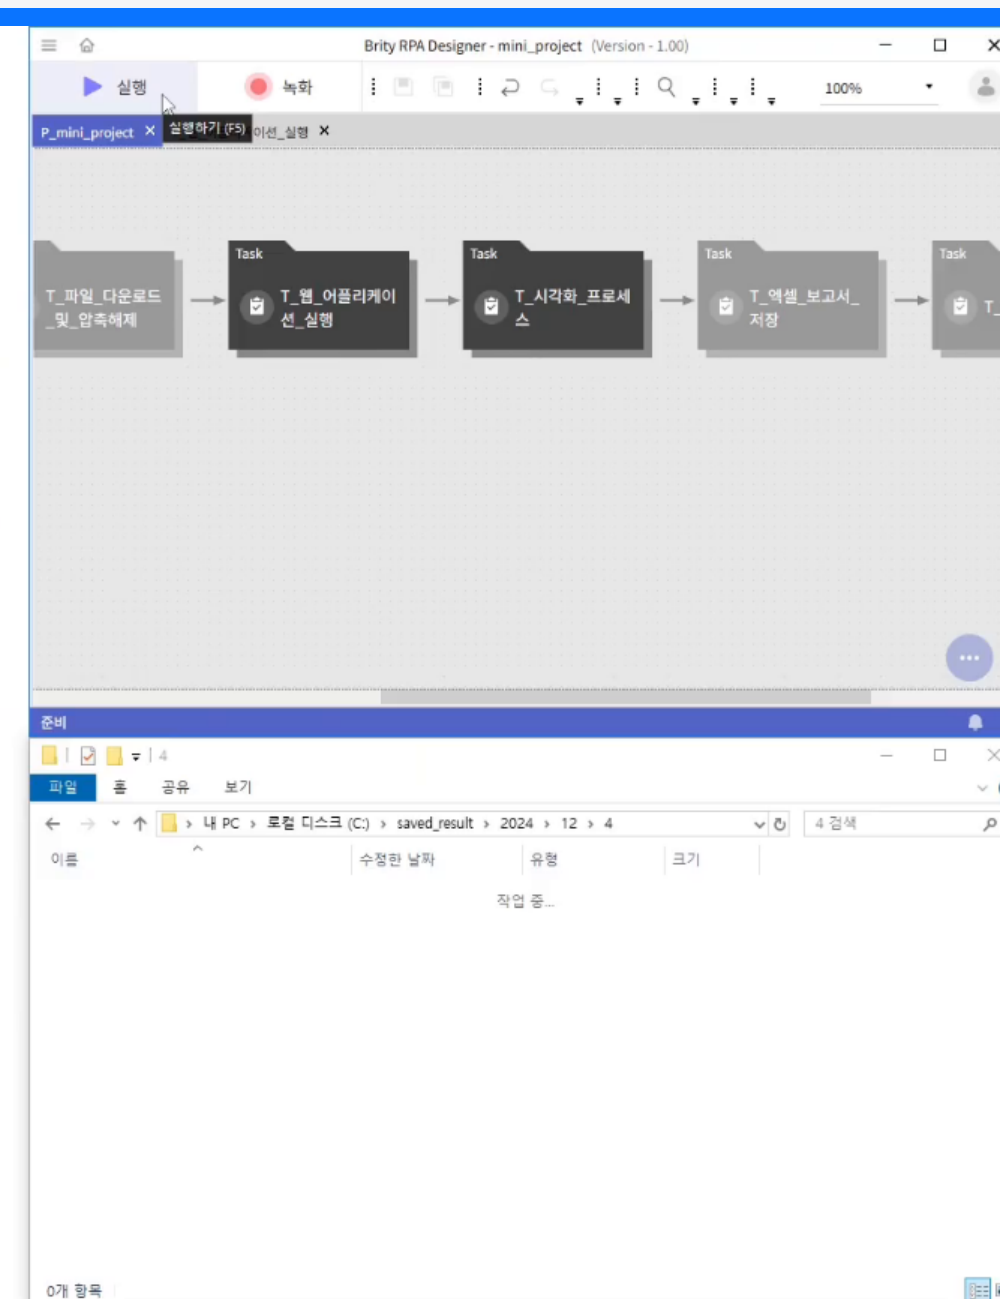 Brity RPA Designer - mini_project (Version - 1.00)
실행
녹화
100%
P_mini_project
실행하기 (F5)
이션_실행
T_파일_다운로드
_및_압축해제
Task
T_웹_어플리케이
션_실행
Task
T_시각화_프로세
스
Task
T_엑셀_보고서_
저장
Task
T_
준비
4
파일
홈
공유
보기
내 PC > 로컬 디스크 (C:) > saved_result > 2024 > 12 > 4
4 검색
이름
수정한 날짜
유형
크기
작업 중...
0개 항목